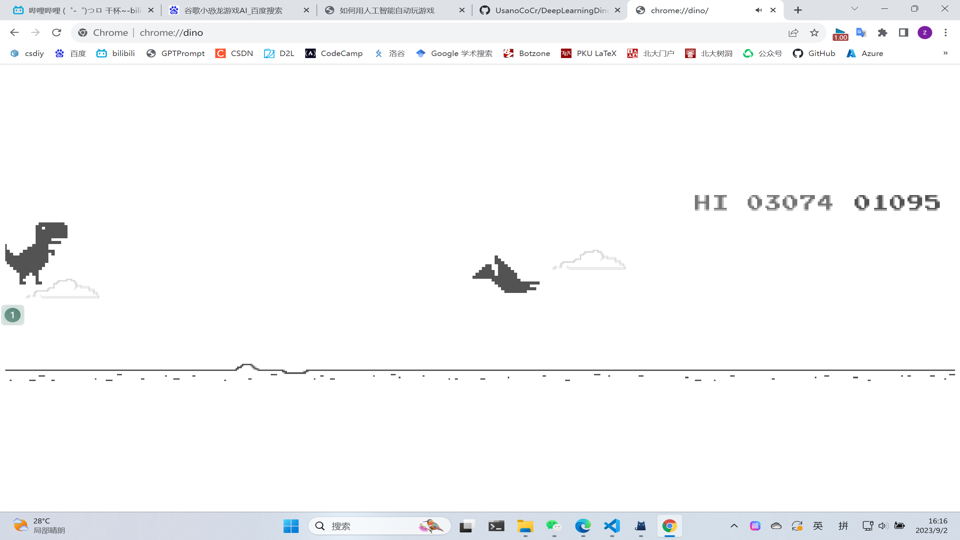 哔哩哔哩 (゜-゜)つロ 干杯~-bili
谷歌小恐龙游戏AI_百度搜索
如何用人工智能自动玩游戏
UsanoCoCr/DeepLearningDin
chrome://dino/
Chrome | chrome://dino
1.00
z
csdiy
百度
bilibili
GPTPrompt
CSDN
D2L
CodeCamp
洛谷
Google 学术搜索
Botzone
PKU LaTeX
北大门户
北大树洞
公众号
GitHub
Azure
»
HI 03074 01095
1
28°C
局部晴朗
搜索
英
拼
16:16
2023/9/2